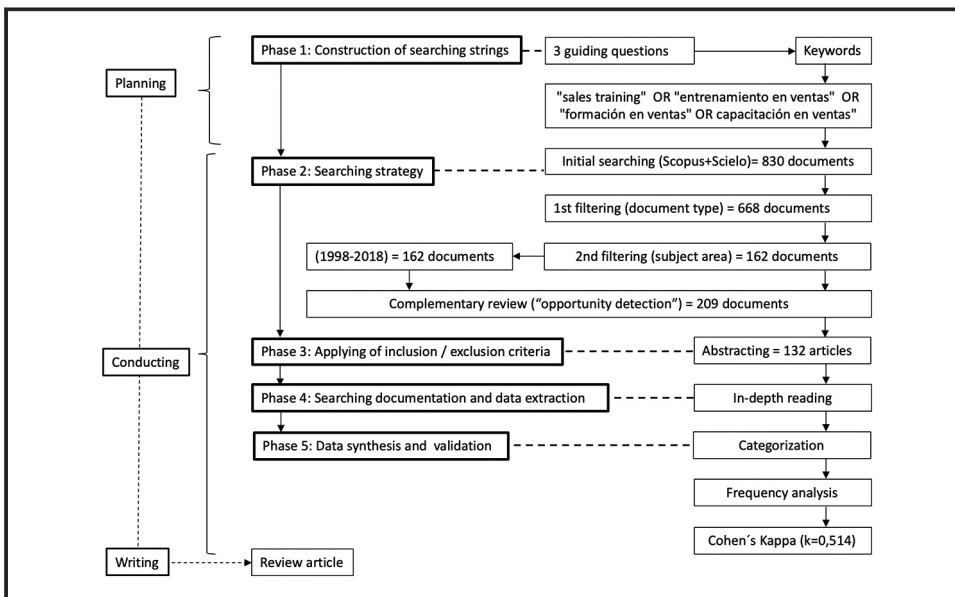 Phase 1: Construction of searching strings
3 guiding questions
Keywords
Planning
"sales training"  OR "entrenamiento en ventas"  OR
"formación en ventas" OR capacitación en ventas"
Phase 2: Searching strategy
Initial searching (Scopus+Scielo)= 830 documents
1st filtering (document type) = 668 documents
(1998-2018) = 162 documents
2nd filtering (subject area) = 162 documents
Complementary review (“opportunity detection”) = 209 documents
Conducting
Phase 3: Applying of inclusion / exclusion criteria
Abstracting = 132 articles
Phase 4: Searching documentation and data extraction
In-depth reading
Phase 5: Data synthesis and  validation
Categorization
Frequency analysis
Cohen´s Kappa (k=0,514)
Writing
Review article